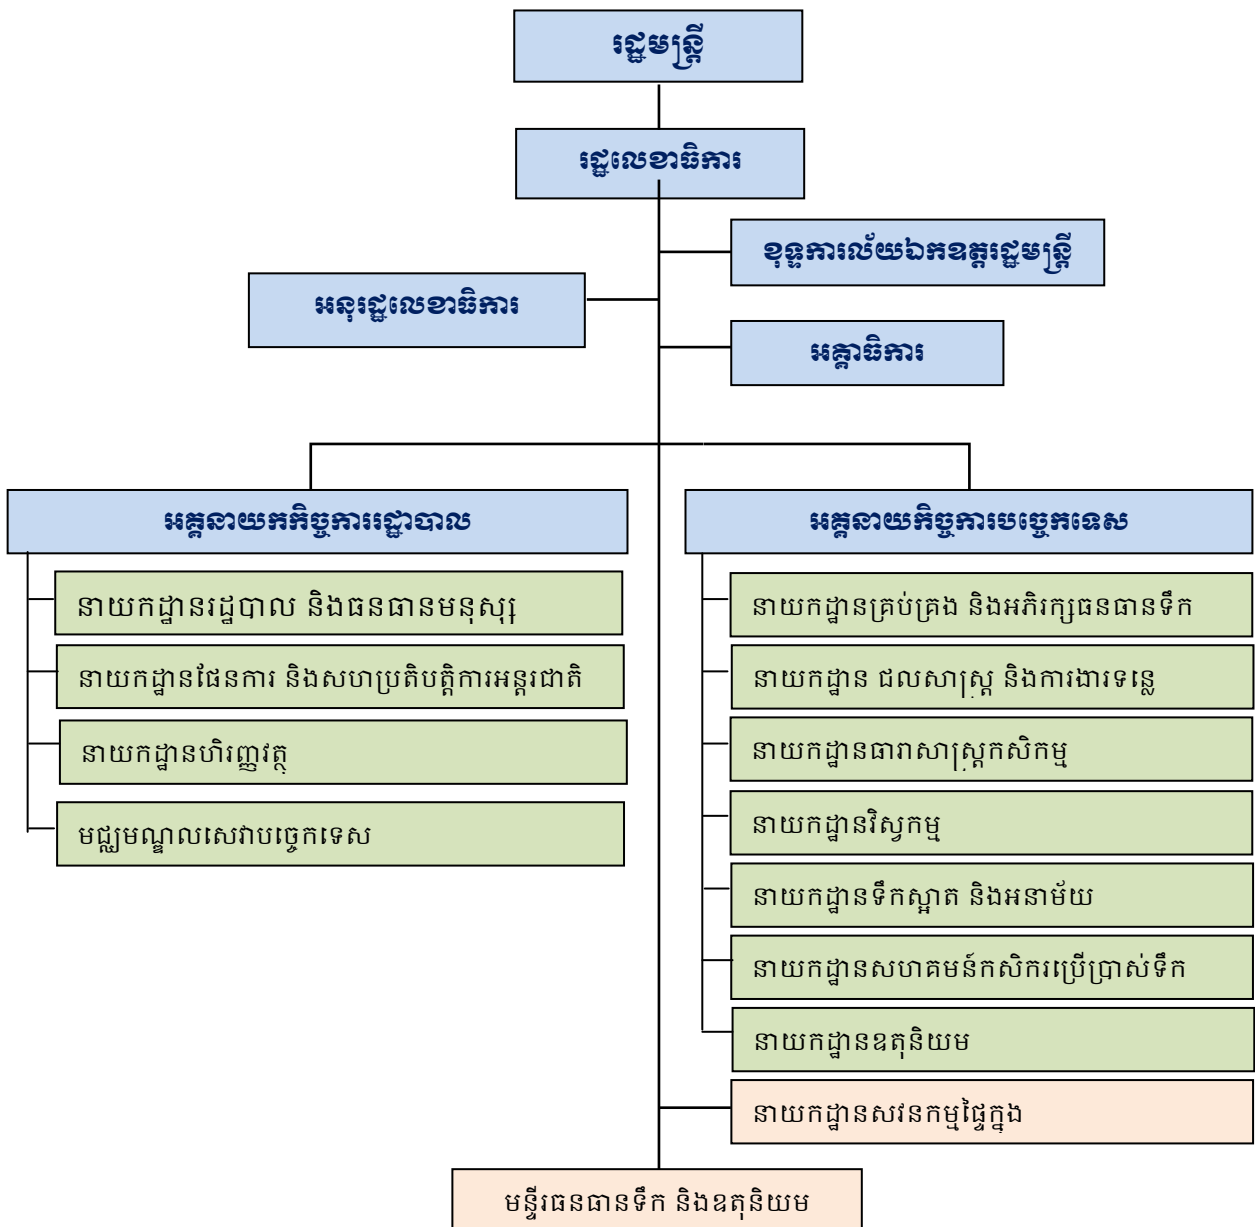 រដ្ឋមន្ត្រី
រដ្ឋលេខាធិការ
ខុទ្ទការល័យឯកឧត្តរដ្ឋមន្ត្រី
អនុរដ្ឋលេខាធិការ
អគ្គាធិការ
អគ្គនាយកកិច្ចការរដ្ឋាបាល
នាយកដ្ឋានរដ្ឋបាល និងធនធានមនុស្ស
នាយកដ្ឋានផែនការ និងសហប្រតិបត្តិការអន្តរជាតិ
នាយកដ្ឋានហិរញ្ញវត្ថុ
មជ្ឈមណ្ឌលសេវាបច្ចេកទេស
អគ្គនាយកិច្ចការបច្ចេកទេស
នាយកដ្ឋានគ្រប់គ្រង និងអភិរក្សធនធានទឹក
នាយកដ្ឋាន ជលសាស្ត្រ និងការងារទន្លេ
នាយកដ្ឋានធារាសាស្ត្រកសិកម្ម
នាយកដ្ឋានវិស្វកម្ម
នាយកដ្ឋានទឹកស្អាត និងអនាម័យ
នាយកដ្ឋានសហគមន៍កសិករប្រើប្រាស់ទឹក
នាយកដ្ឋានឧតុនិយម
នាយកដ្ឋានសវនកម្មផ្ទៃក្នុង
មន្ទីរធនធានទឹក និងឧតុនិយម